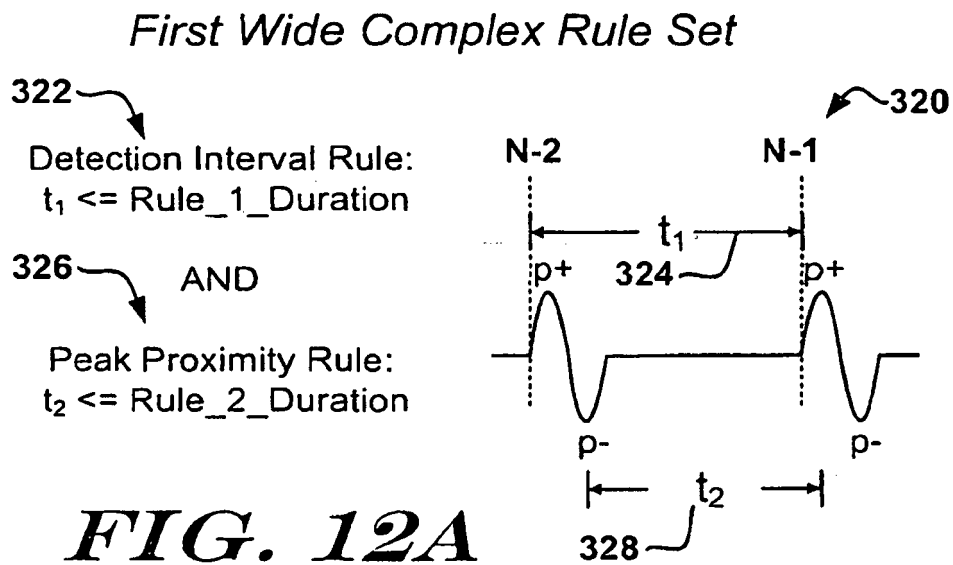 First Wide Complex Rule Set
322
320
Detection Interval Rule:
t₁ <= Rule_1_Duration
N-2
N-1
t₁
324
326
AND
p+
p+
Peak Proximity Rule:
t₂ <= Rule_2_Duration
p-
p-
t₂
328
FIG. 12A